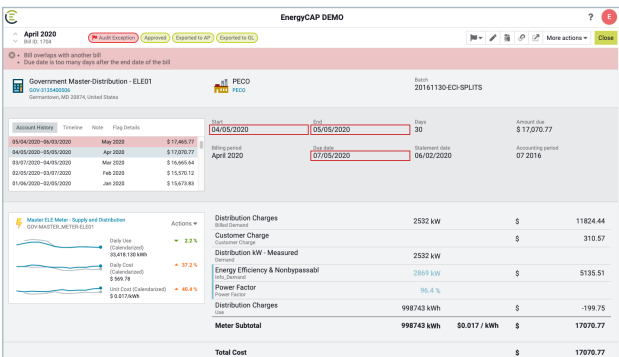 EnergyCAP DEMO
?
E
April 2020
Bill ID: 1704
Audit Exception
Approved
Exported to AP
Exported to GL
More actions
Close
Bill overlaps with another bill
Due date is too many days after the end date of the bill
Government Master-Distribution - ELE01
GOV-3135400506
Germantown, MD 20874, United States
PECO
PECO
Batch
20161130-ECI-SPLITS
Account History Timeline Note Flag Details
05/04/2020–06/03/2020 May 2020 $ 17,465.77
04/05/2020–05/05/2020 Apr 2020 $ 17,070.77
03/07/2020–04/05/2020 Mar 2020 $ 16,665.64
02/05/2020–03/07/2020 Feb 2020 $ 15,570.12
01/06/2020–02/05/2020 Jan 2020 $ 15,673.83
Start End Days Amount due
04/05/2020 05/05/2020 30 $ 17,070.77
Billing period Due date Statement date Accounting period
April 2020 07/05/2020 06/02/2020 07 2016
Master ELE Meter - Supply and Distribution
GOV-MASTER_METER-ELE01
Actions
Daily Use
(Calendarized)
33,418.130 kWh
2.2 %
Daily Cost
(Calendarized)
$ 569.78
37.2 %
Unit Cost (Calendarized)
$ 0.017/kWh
40.4 %
Distribution Charges 2532 kW $ 11824.44
Billed Demand
Customer Charge $ 310.57
Customer Charge
Distribution kW - Measured 2532 kW
Demand
Energy Efficiency & Nonbypassabl 2869 kW $ 5135.51
Info_Demand
Power Factor 96.4 %
Power Factor
Distribution Charges 998743 kWh $ -199.75
Use
Meter Subtotal 998743 kWh $0.017 / kWh $ 17070.77
Total Cost $ 17070.77